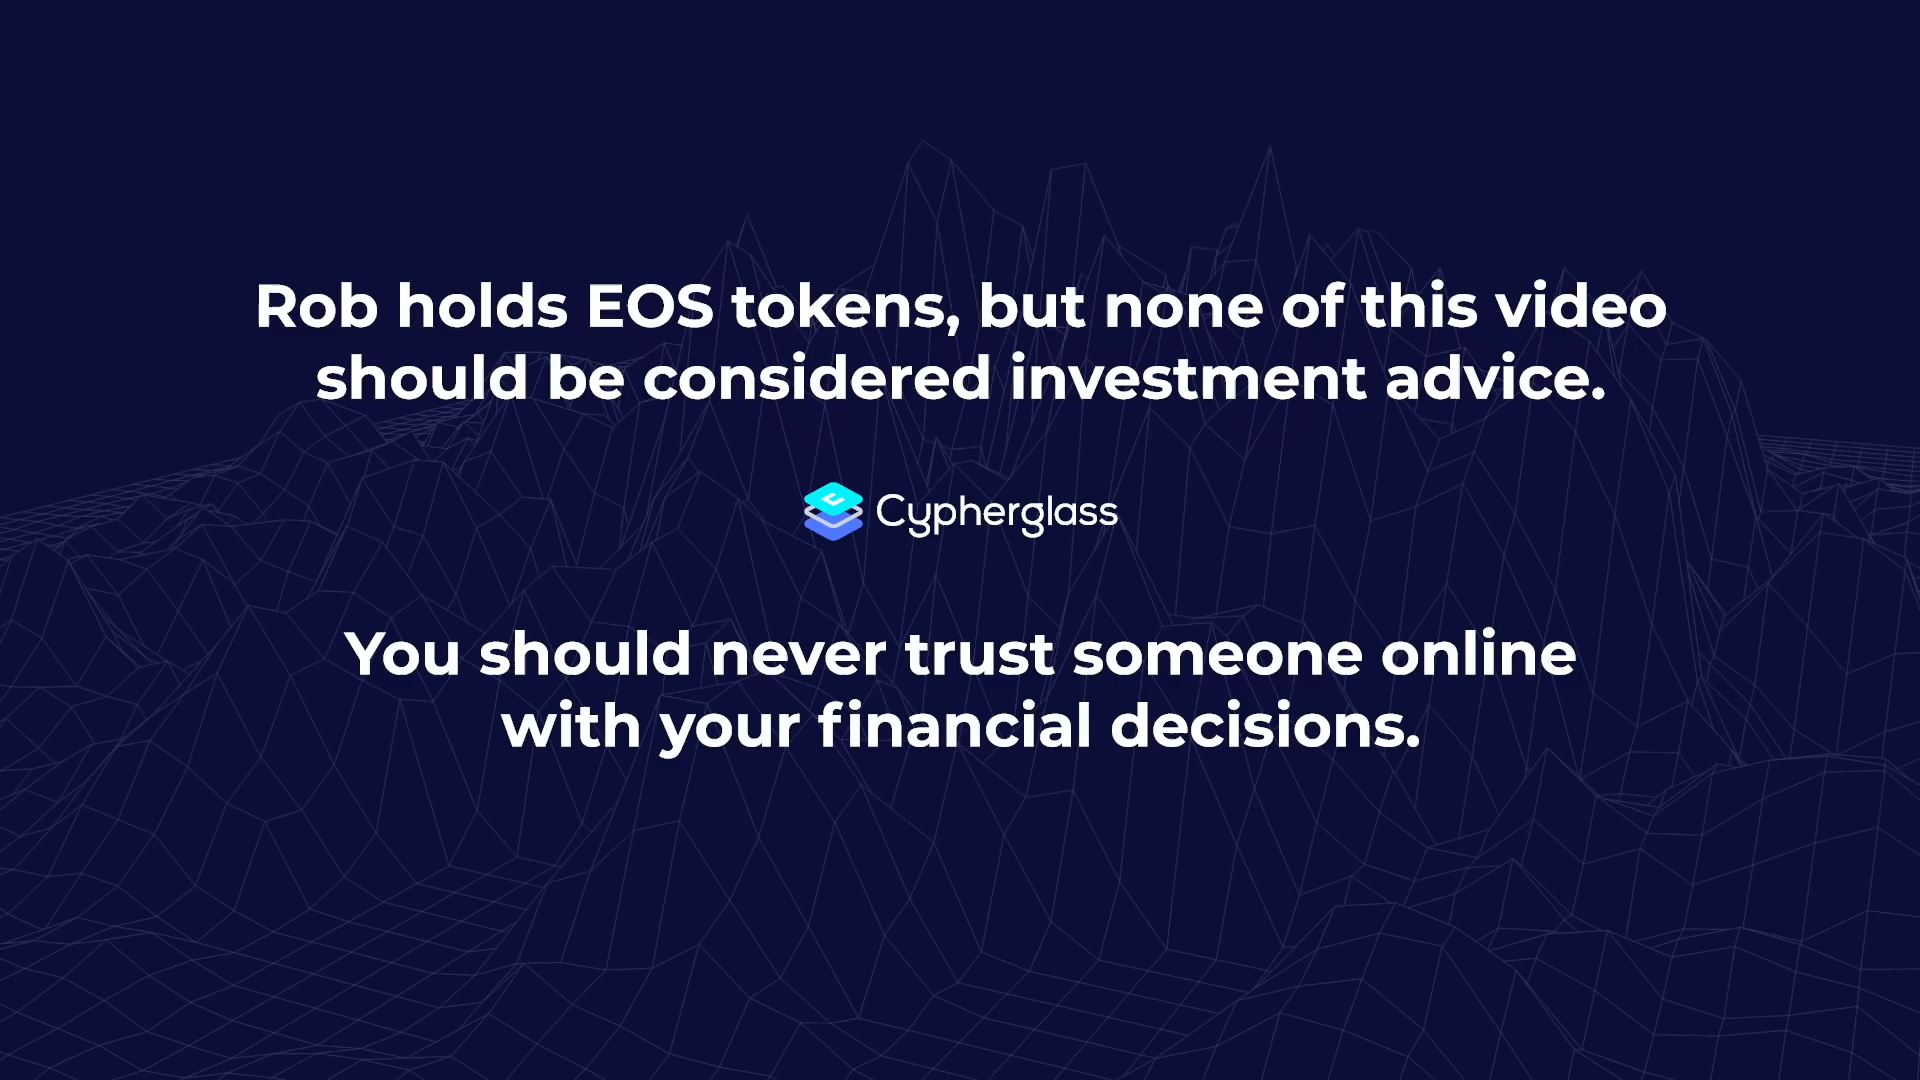 Rob holds EOS tokens, but none of this video
should be considered investment advice.
Cypherglass
You should never trust someone online
with your financial decisions.